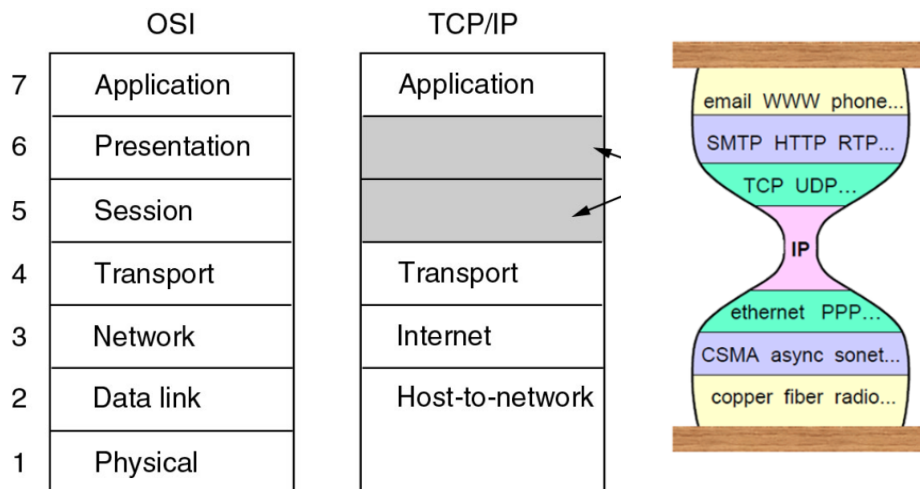 OSI
TCP/IP
7 Application Application
6 Presentation
5 Session
4 Transport Transport
3 Network Internet
2 Data link Host-to-network
1 Physical
email WWW phone...
SMTP HTTP RTP...
TCP UDP...
IP
ethernet PPP...
CSMA async sonet...
copper fiber radio...